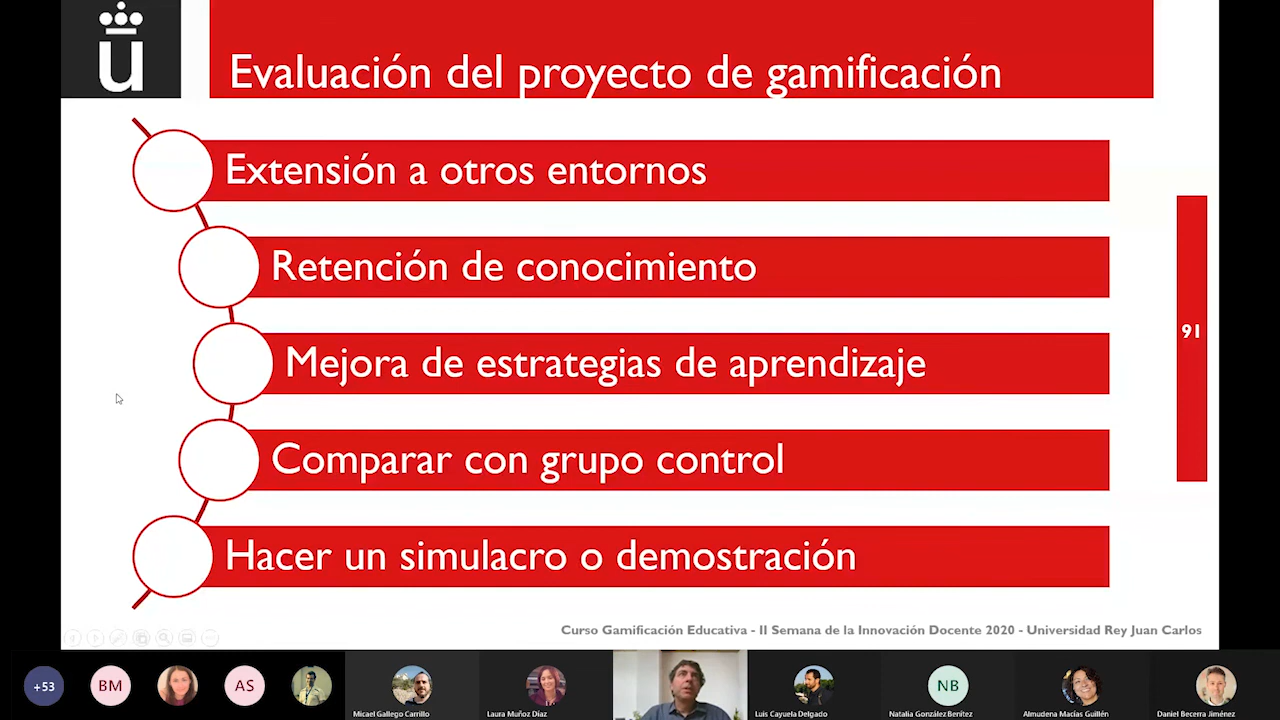 u
Evaluación del proyecto de gamificación
Extensión a otros entornos
Retención de conocimiento
Mejora de estrategias de aprendizaje
91
Comparar con grupo control
Hacer un simulacro o demostración
Curso Gamificación Educativa - II Semana de la Innovación Docente 2020 - Universidad Rey Juan Carlos
+53
BM
AS
NB
Micael Gallego Carrillo
Laura Muñoz Díaz
Luis Cayuela Delgado
Natalia González Benítez
Almudena Macías Guillén
Daniel Becerra Jiménez